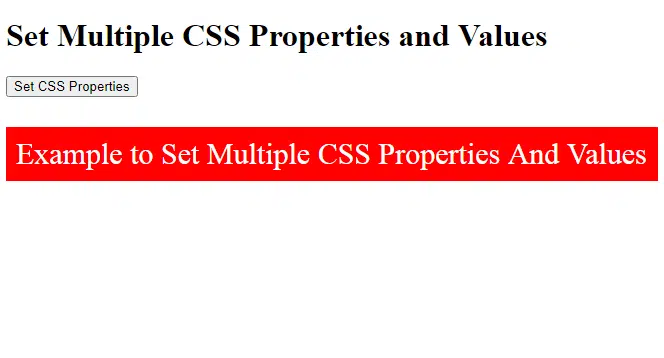 Set Multiple CSS Properties and Values
Set CSS Properties
Example to Set Multiple CSS Properties And Values